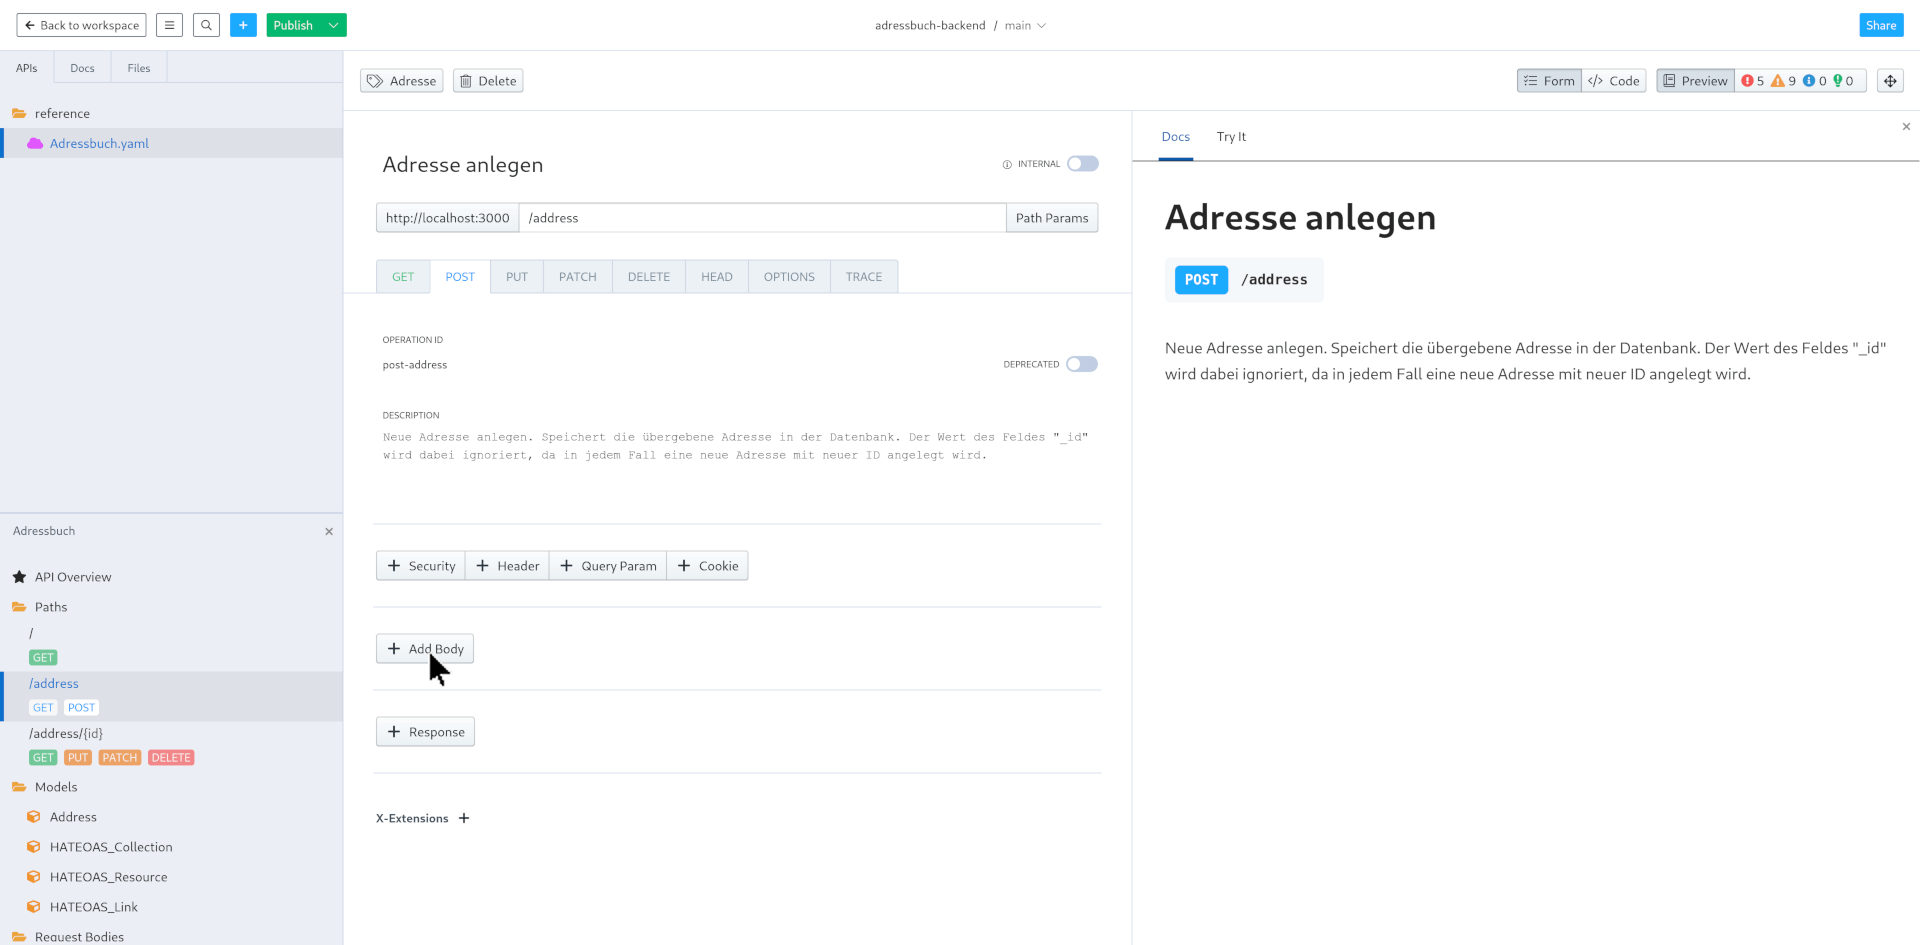 Back to workspace
Publish
adressbuch-backend / main
Share
APIs Docs Files
reference
Adressbuch.yaml
Adresse Delete
Form </> Code Preview 5 9 0 0
Adresse anlegen
INTERNAL
http://localhost:3000 /address Path Params
GET POST PUT PATCH DELETE HEAD OPTIONS TRACE
OPERATION ID
post-address
DEPRECATED
DESCRIPTION
Neue Adresse anlegen. Speichert die übergebene Adresse in der Datenbank. Der Wert des Feldes "_id"
wird dabei ignoriert, da in jedem Fall eine neue Adresse mit neuer ID angelegt wird.
+ Security + Header + Query Param + Cookie
+ Add Body
+ Response
X-Extensions +
Docs Try It
Adresse anlegen
POST /address
Neue Adresse anlegen. Speichert die übergebene Adresse in der Datenbank. Der Wert des Feldes "_id"
wird dabei ignoriert, da in jedem Fall eine neue Adresse mit neuer ID angelegt wird.
Adressbuch
API Overview
Paths
/
GET
/address
GET POST
/address/{id}
GET PUT PATCH DELETE
Models
Address
HATEOAS_Collection
HATEOAS_Resource
HATEOAS_Link
Request Bodies